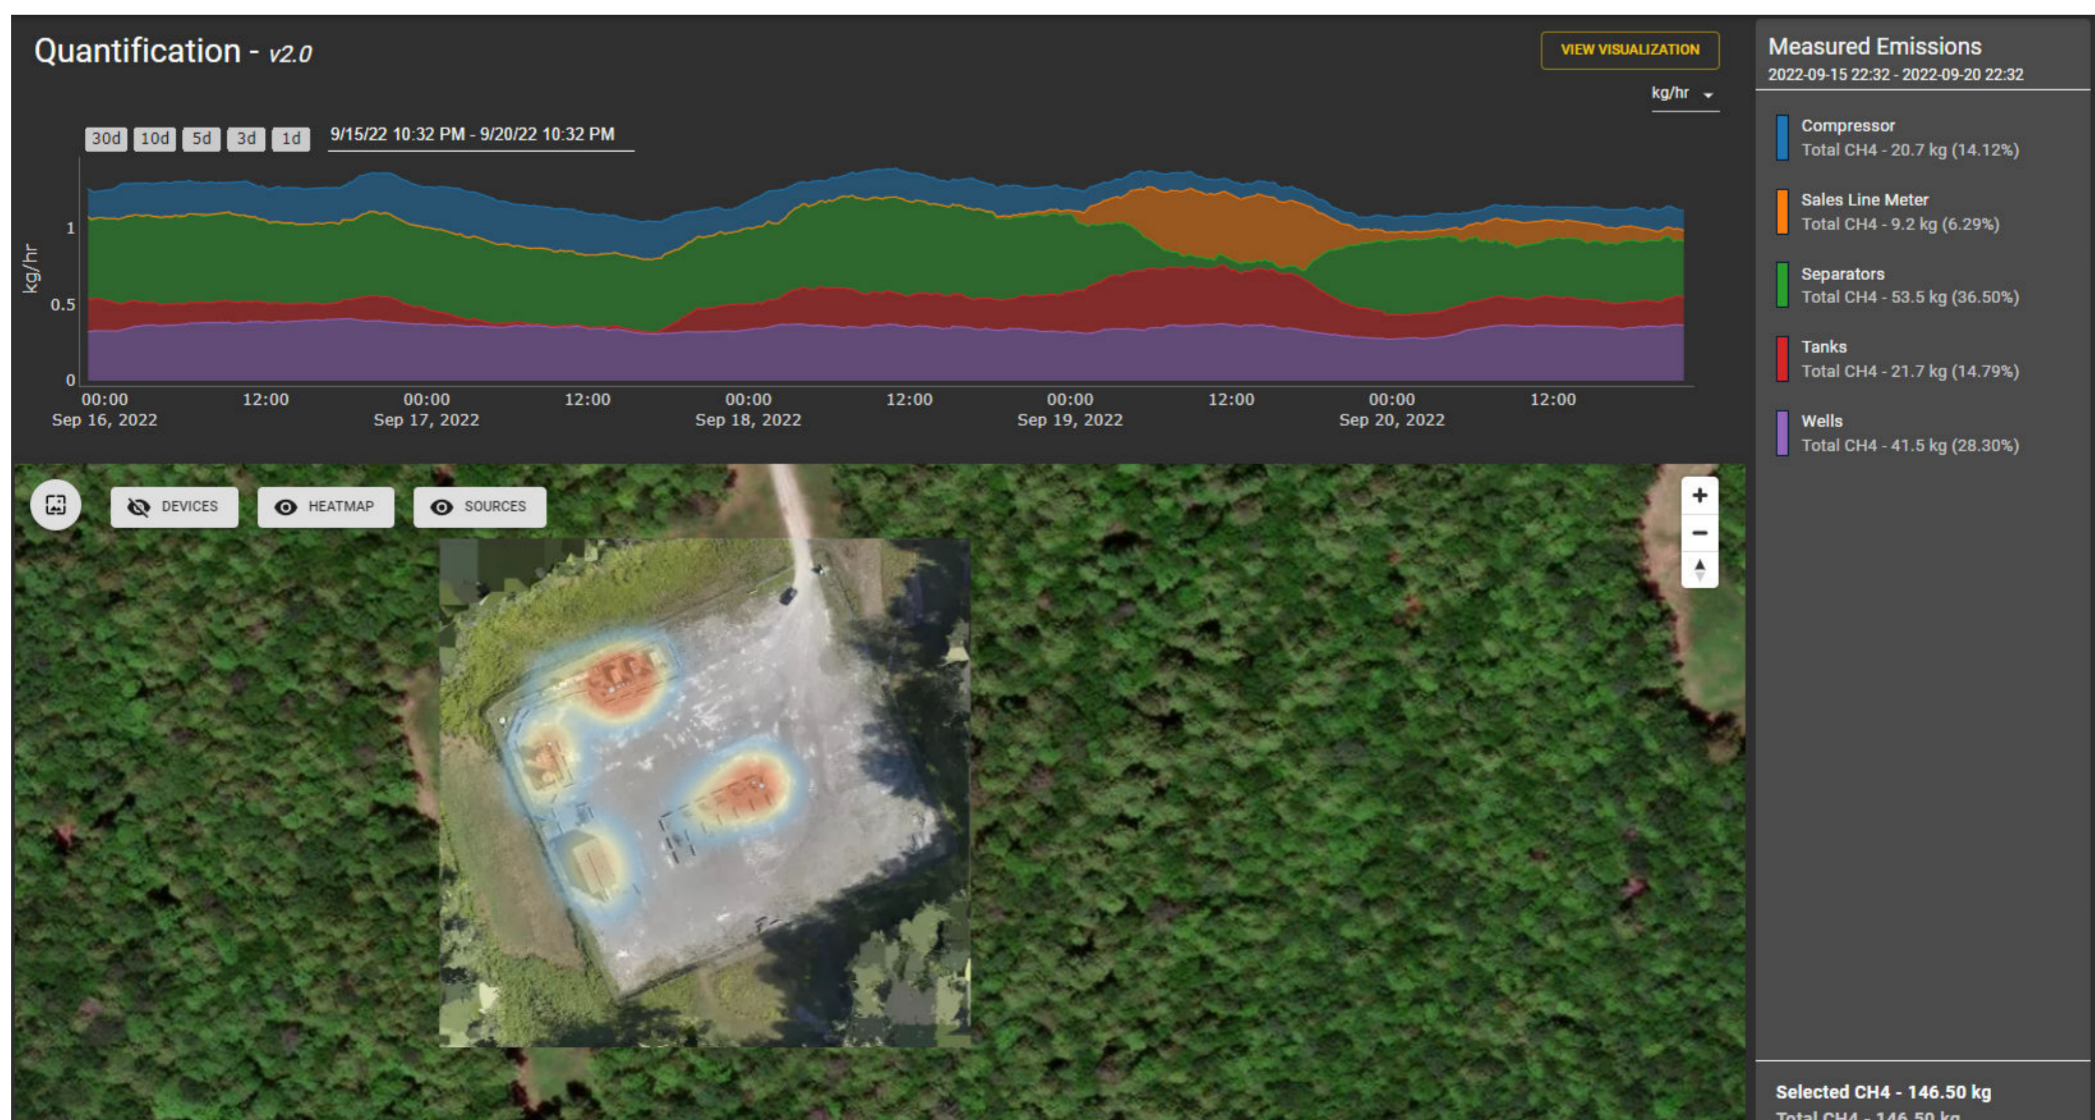 Quantification - v2.0
VIEW VISUALIZATION
kg/hr
30d 10d 5d 3d 1d 9/15/22 10:32 PM - 9/20/22 10:32 PM
kg/hr
1
0.5
0
00:00 12:00 00:00 12:00 00:00 12:00 00:00 12:00 00:00 12:00
Sep 16, 2022 Sep 17, 2022 Sep 18, 2022 Sep 19, 2022 Sep 20, 2022
DEVICES HEATMAP SOURCES
Measured Emissions
2022-09-15 22:32 - 2022-09-20 22:32
Compressor
Total CH4 - 20.7 kg (14.12%)
Sales Line Meter
Total CH4 - 9.2 kg (6.29%)
Separators
Total CH4 - 53.5 kg (36.50%)
Tanks
Total CH4 - 21.7 kg (14.79%)
Wells
Total CH4 - 41.5 kg (28.30%)
Selected CH4 - 146.50 kg
Total CH4 - 146.50 kg